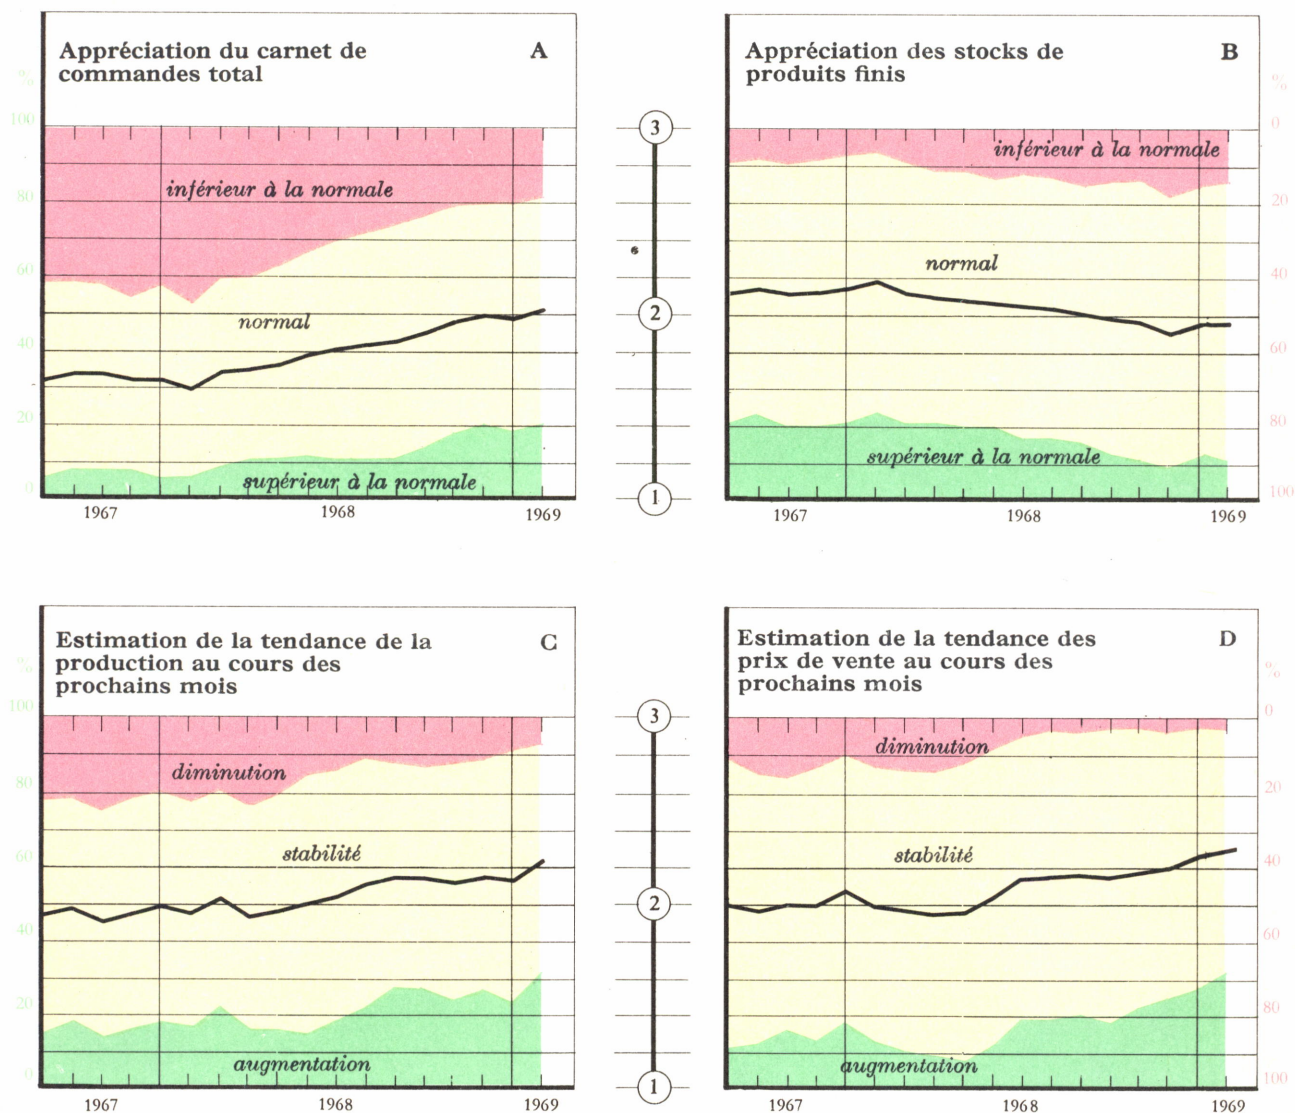 Appréciation du carnet de
commandes total
A
%
100
80
60
40
20
0
inférieur à la normale
normal
supérieur à la normale
1967
1968
1969
3
2
1
Appréciation des stocks de
produits finis
B
%
0
20
40
60
80
100
inférieur à la normale
normal
supérieur à la normale
1967
1968
1969
Estimation de la tendance de la
production au cours des
prochains mois
C
%
100
80
60
40
20
0
diminution
stabilité
augmentation
1967
1968
1969
3
2
1
Estimation de la tendance des
prix de vente au cours des
prochains mois
D
%
0
20
40
60
80
100
diminution
stabilité
augmentation
1967
1968
1969